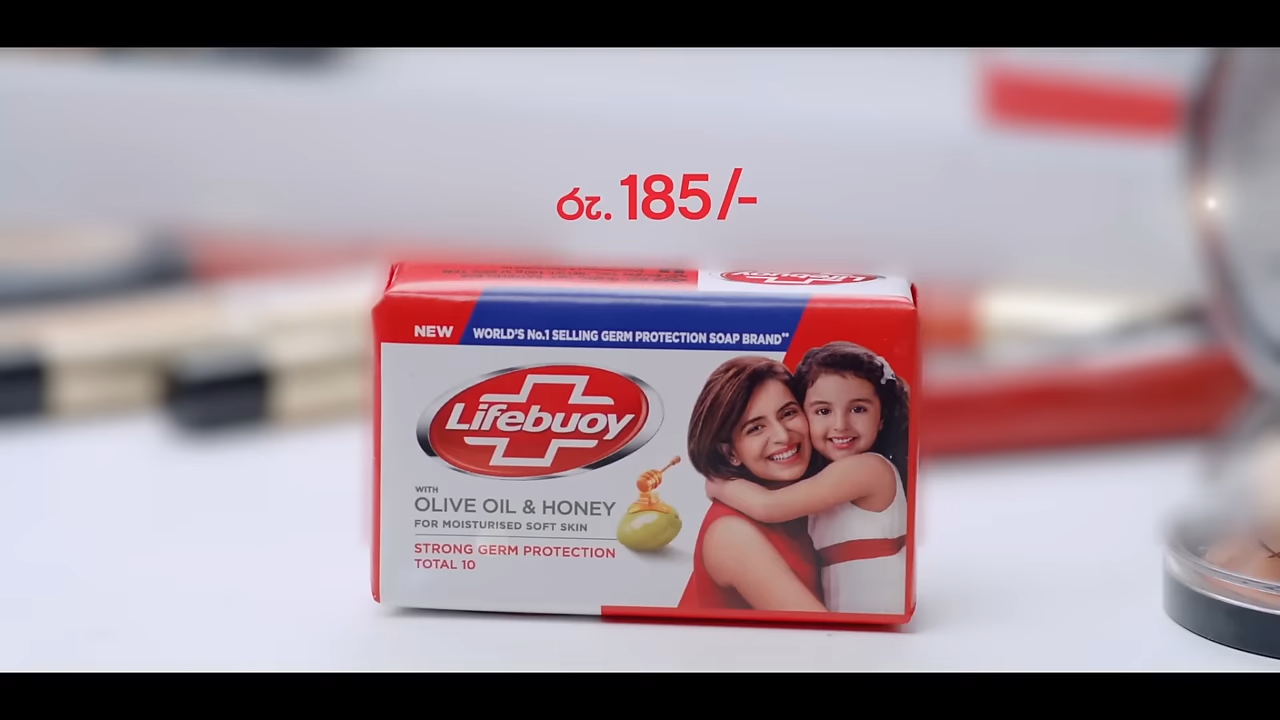 රු. 185/-
Lifebuoy
NEW
WORLD'S No.1 SELLING GERM PROTECTION SOAP BRAND**
Lifebuoy
WITH
OLIVE OIL & HONEY
FOR MOISTURISED SOFT SKIN
STRONG GERM PROTECTION
TOTAL 10